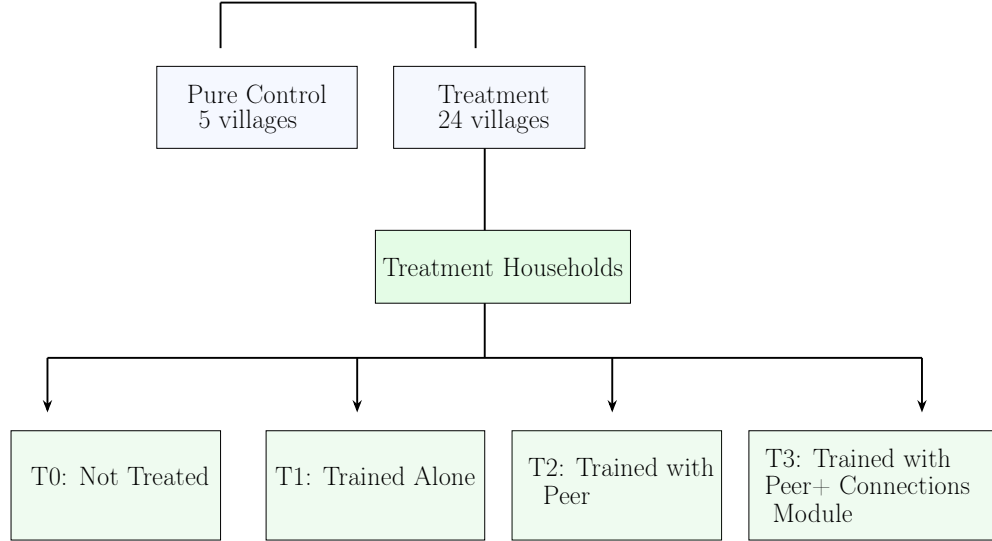 Pure Control
5 villages
Treatment
24 villages
Treatment Households
T0: Not Treated
T1: Trained Alone
T2: Trained with
Peer
T3: Trained with
Peer+ Connections
Module